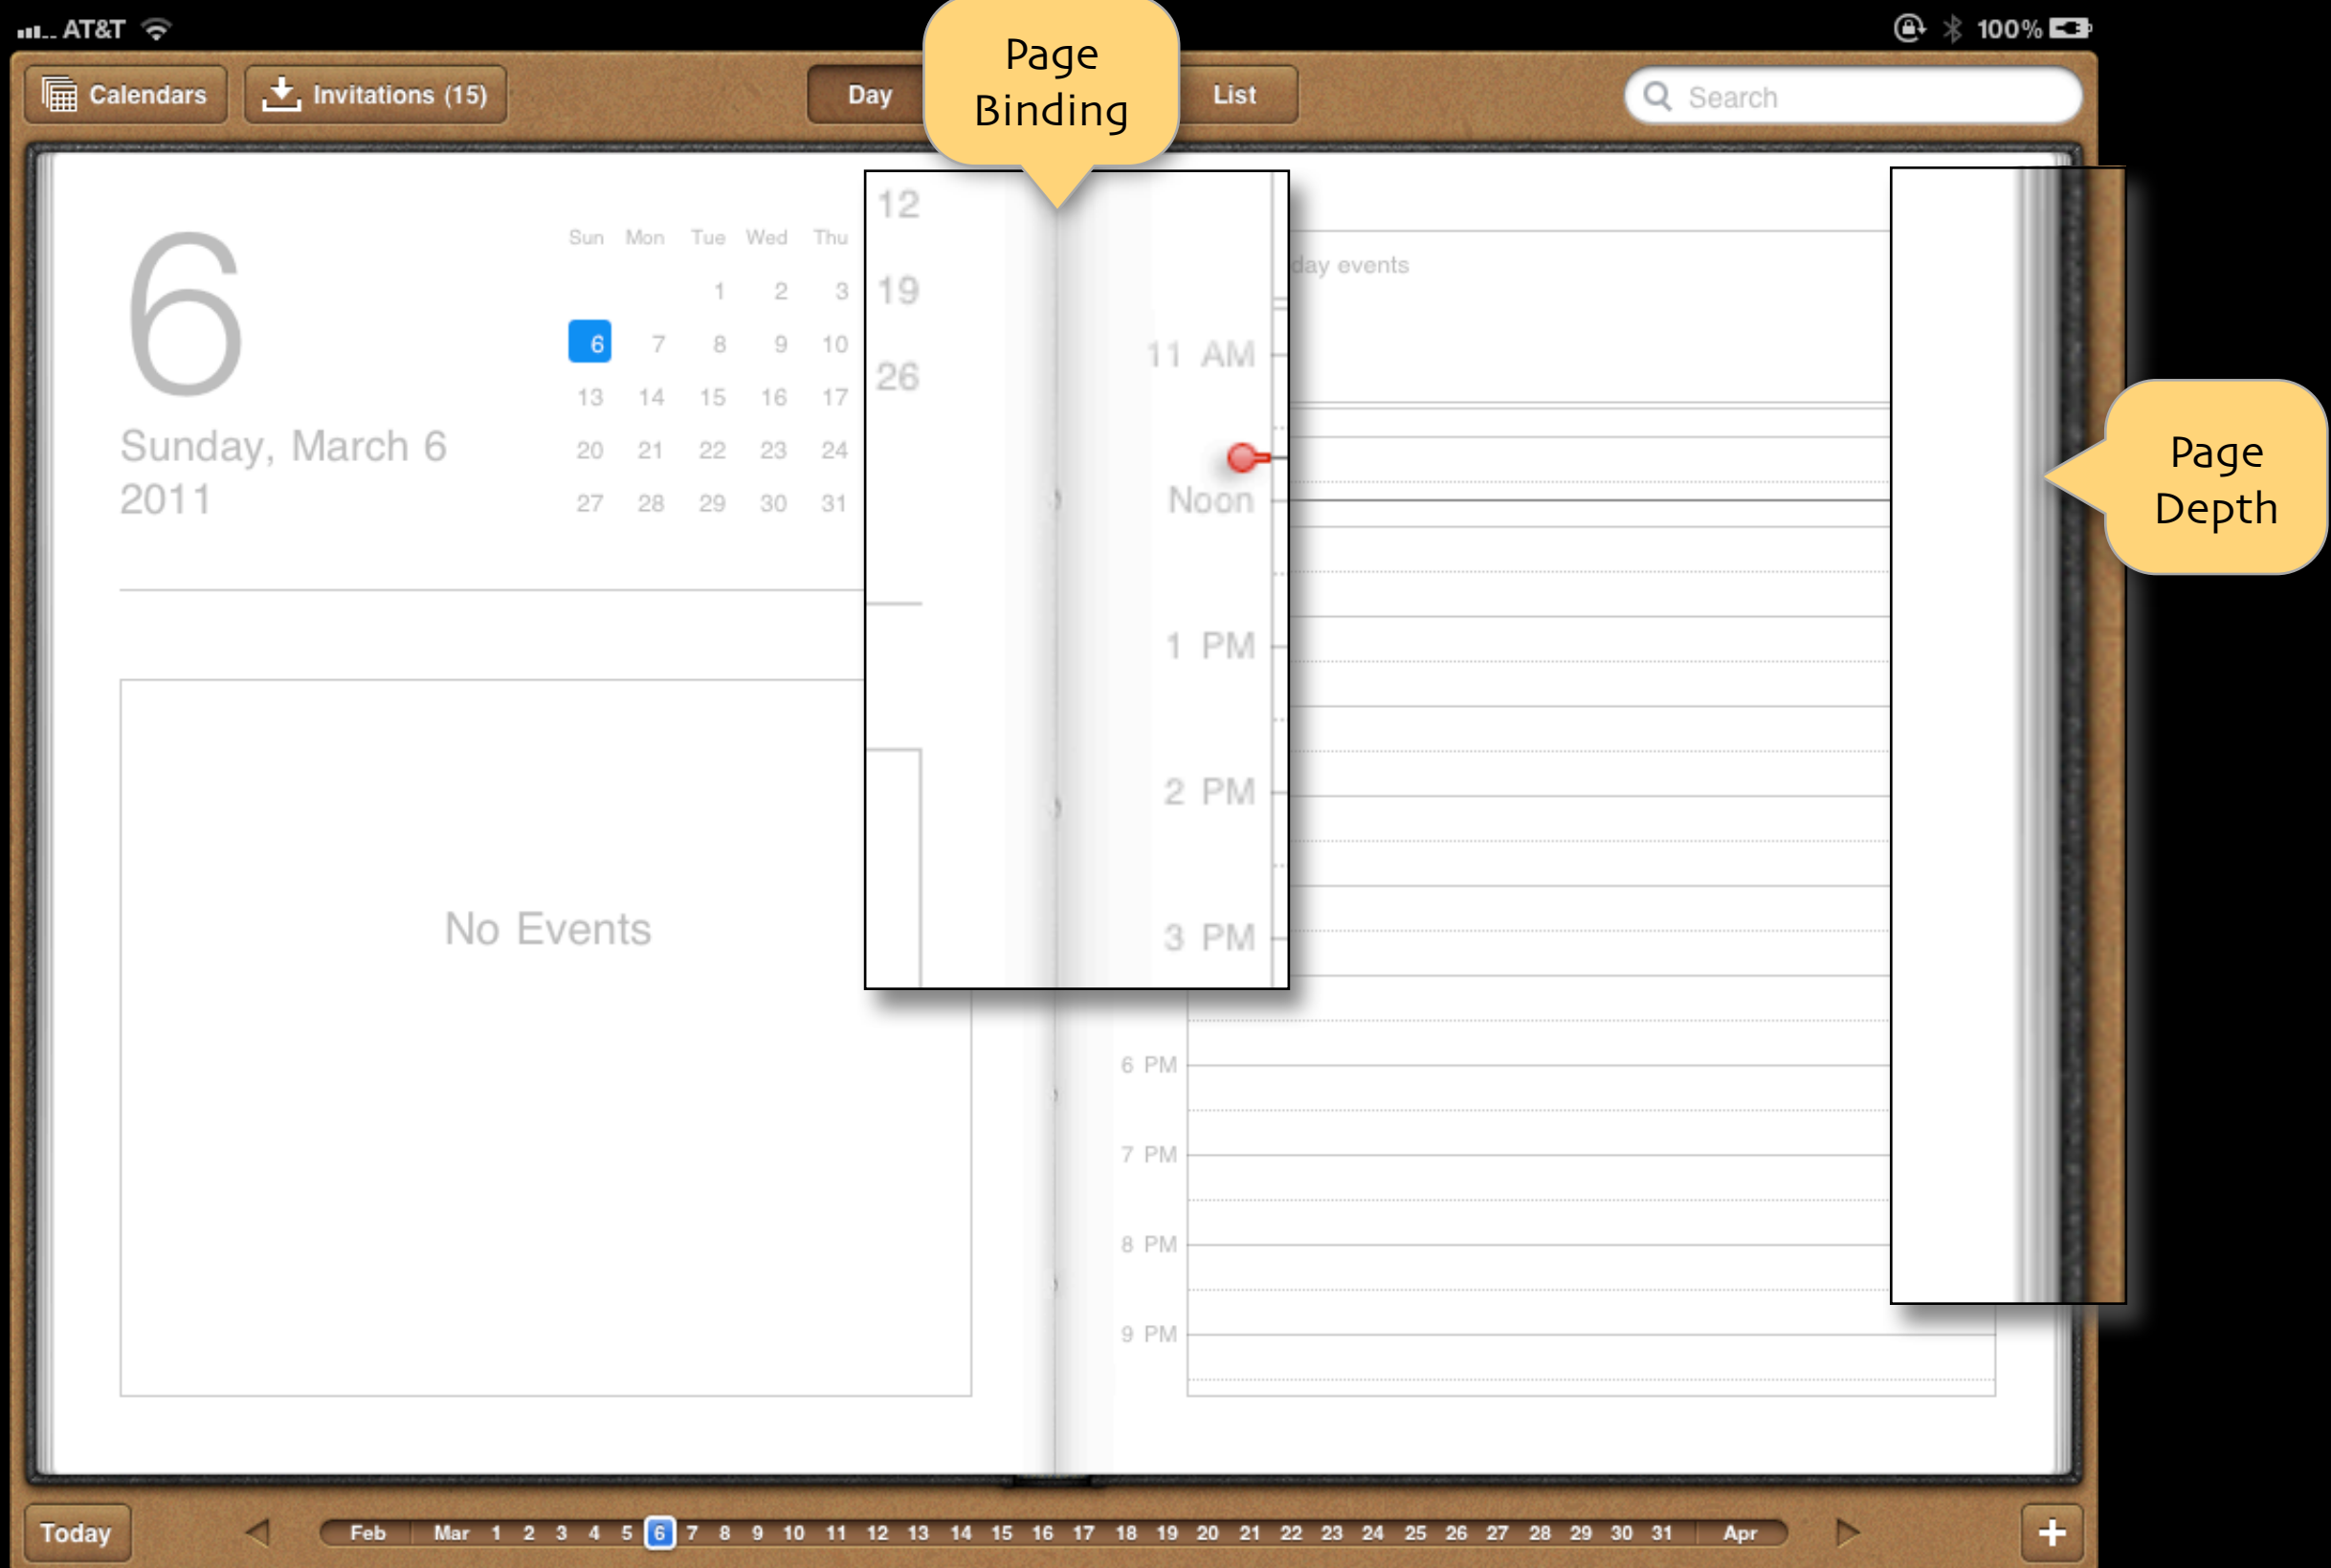 AT&T
100%
Page
Binding
Calendars
Invitations (15)
Day
List
Search
6
Sun Mon Tue Wed Thu
1 2 3
6 7 8 9 10
13 14 15 16 17
20 21 22 23 24
27 28 29 30 31
Sunday, March 6
2011
12
19
26
day events
11 AM
Noon
1 PM
2 PM
3 PM
Page
Depth
No Events
6 PM
7 PM
8 PM
9 PM
Today
Feb Mar 1 2 3 4 5 6 7 8 9 10 11 12 13 14 15 16 17 18 19 20 21 22 23 24 25 26 27 28 29 30 31 Apr
+